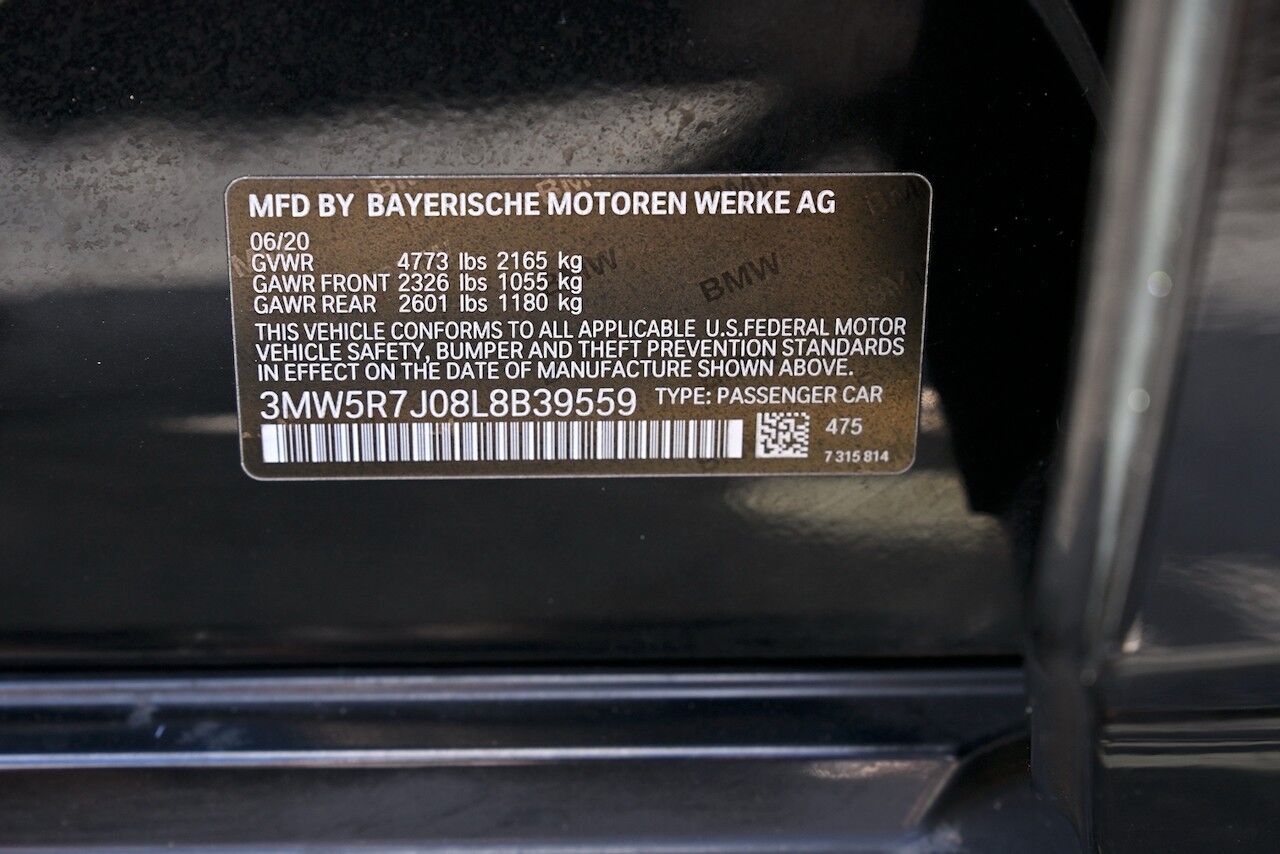 MFD BY BAYERISCHE MOTOREN WERKE AG
06/20
GVWR 4773 lbs 2165 kg
GAWR FRONT 2326 lbs 1055 kg
GAWR REAR 2601 lbs 1180 kg
THIS VEHICLE CONFORMS TO ALL APPLICABLE U.S.FEDERAL MOTOR
VEHICLE SAFETY, BUMPER AND THEFT PREVENTION STANDARDS
IN EFFECT ON THE DATE OF MANUFACTURE SHOWN ABOVE.
3MW5R7J08L8B39559 TYPE: PASSENGER CAR
475
7 315 814
BMW